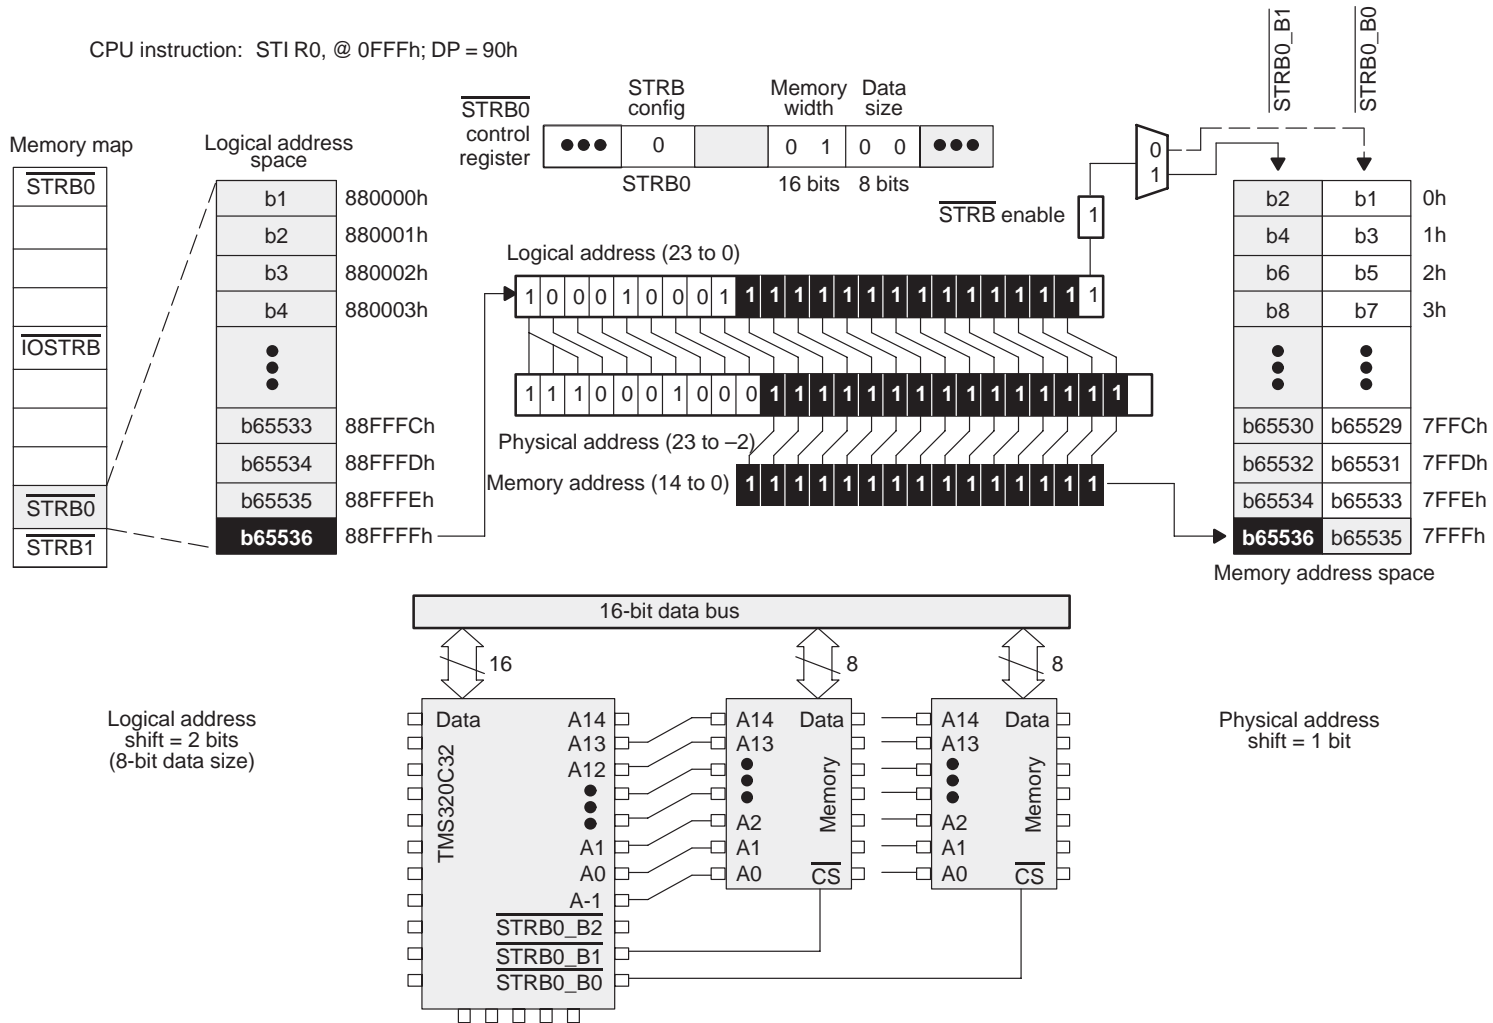 CPU instruction: STI R0, @ 0FFFh; DP = 90h
STRB0
control
register
STRB
config
Memory
width
Data
size
0
0 1
0 0
STRB0
16 bits
8 bits
STRB0_B1
STRB0_B0
0
1
STRB enable
1
Memory map
STRB0
IOSTRB
STRB0
STRB1
Logical address
space
b1 880000h
b2 880001h
b3 880002h
b4 880003h
b65533 88FFFCh
b65534 88FFFDh
b65535 88FFFEh
b65536 88FFFFh
Logical address (23 to 0)
1 0 0 0 1 0 0 0 1 1 1 1 1 1 1 1 1 1 1 1 1 1 1 1
1 1 1 0 0 0 1 0 0 0 1 1 1 1 1 1 1 1 1 1 1 1 1 1 1
Physical address (23 to –2)
Memory address (14 to 0)
1 1 1 1 1 1 1 1 1 1 1 1 1 1 1
b2 b1 0h
b4 b3 1h
b6 b5 2h
b8 b7 3h
b65530 b65529 7FFCh
b65532 b65531 7FFDh
b65534 b65533 7FFEh
b65536 b65535 7FFFh
Memory address space
16-bit data bus
16
8
8
Logical address
shift = 2 bits
(8-bit data size)
Data
TMS320C32
A14
A13
A12
A1
A0
A-1
STRB0_B2
STRB0_B1
STRB0_B0
A14 Data
A13
A2
A1
A0
Memory
CS
A14 Data
A13
A2
A1
A0
Memory
CS
Physical address
shift = 1 bit